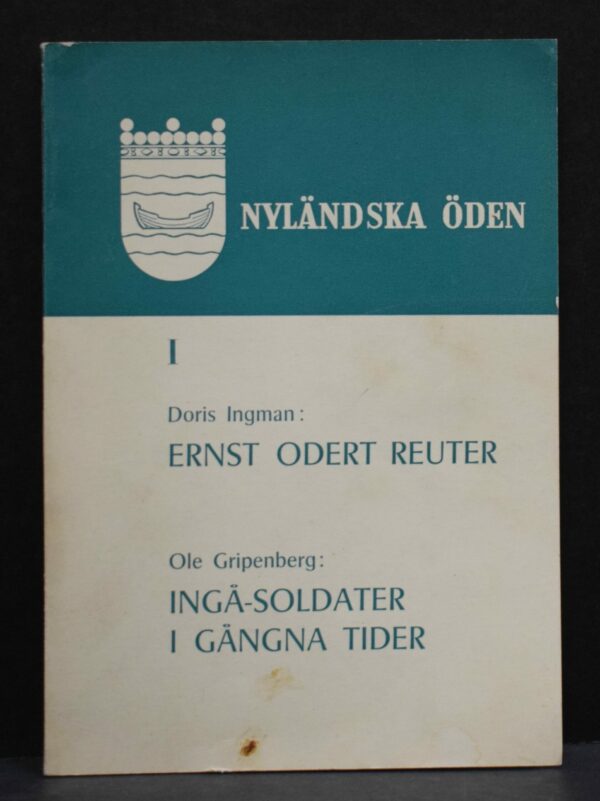 NYLÄNDSKA ÖDEN
I
Doris Ingman:
ERNST ODERT REUTER
Ole Gripenberg:
INGÅ-SOLDATER
I GÅNGNA TIDER